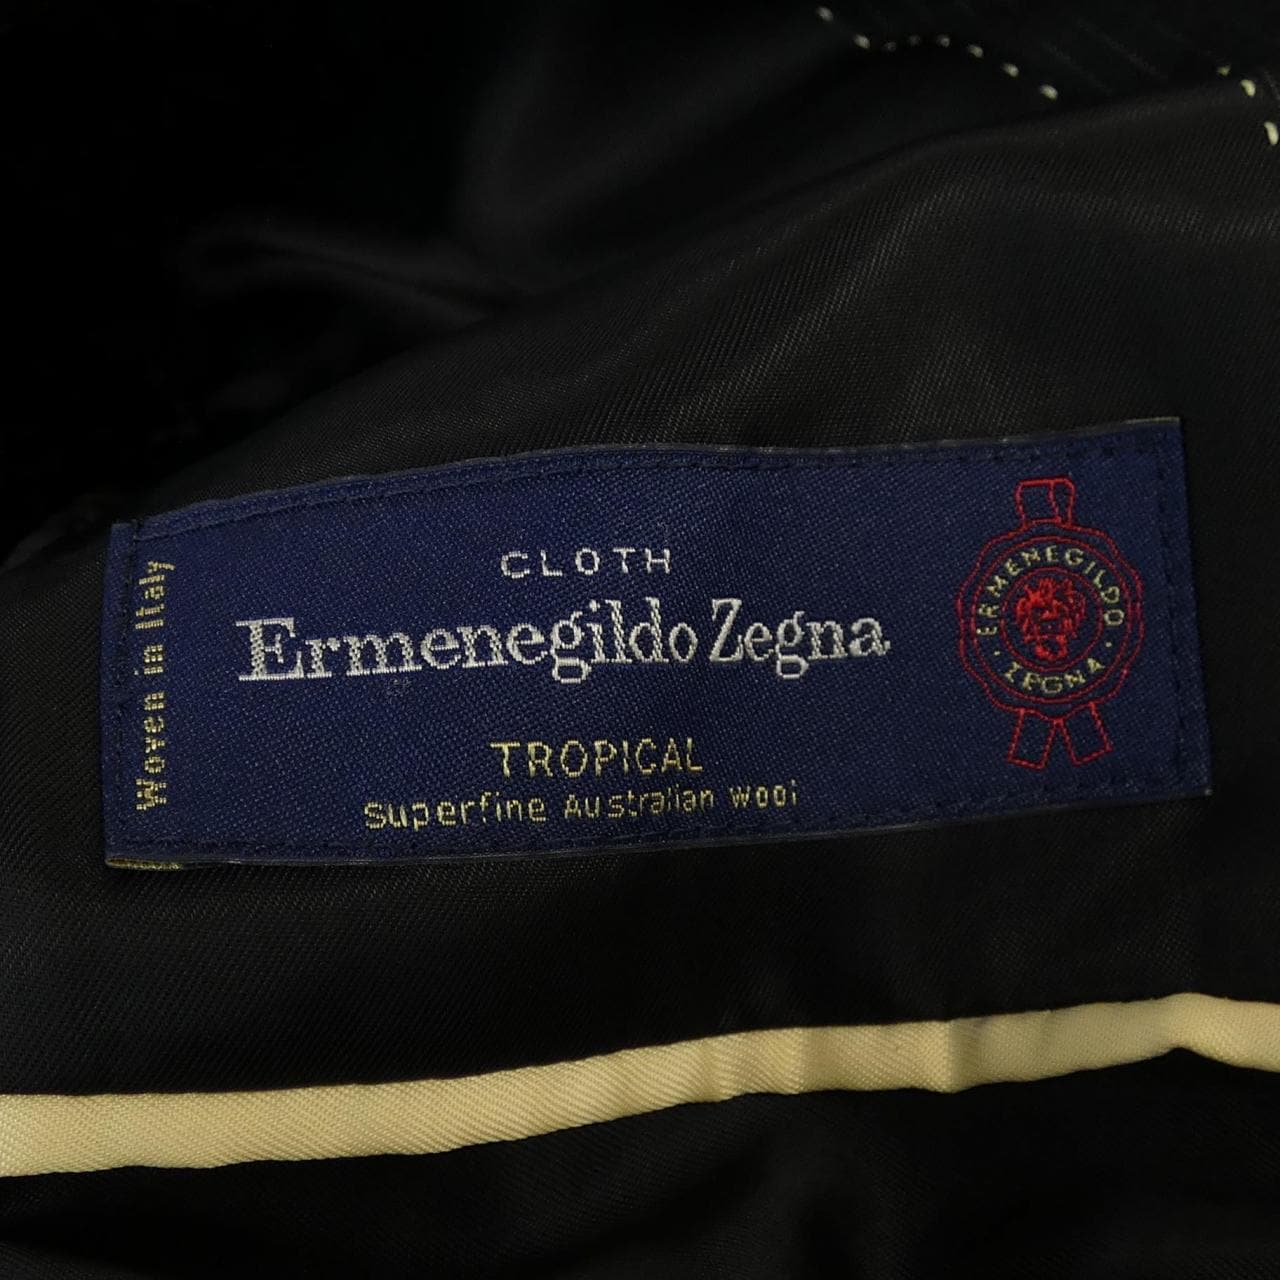 Woven in Italy
CLOTH
Ermenegildo Zegna
TROPICAL
Superfine Australian Wool
ERMENEGILDO
ZEGNA